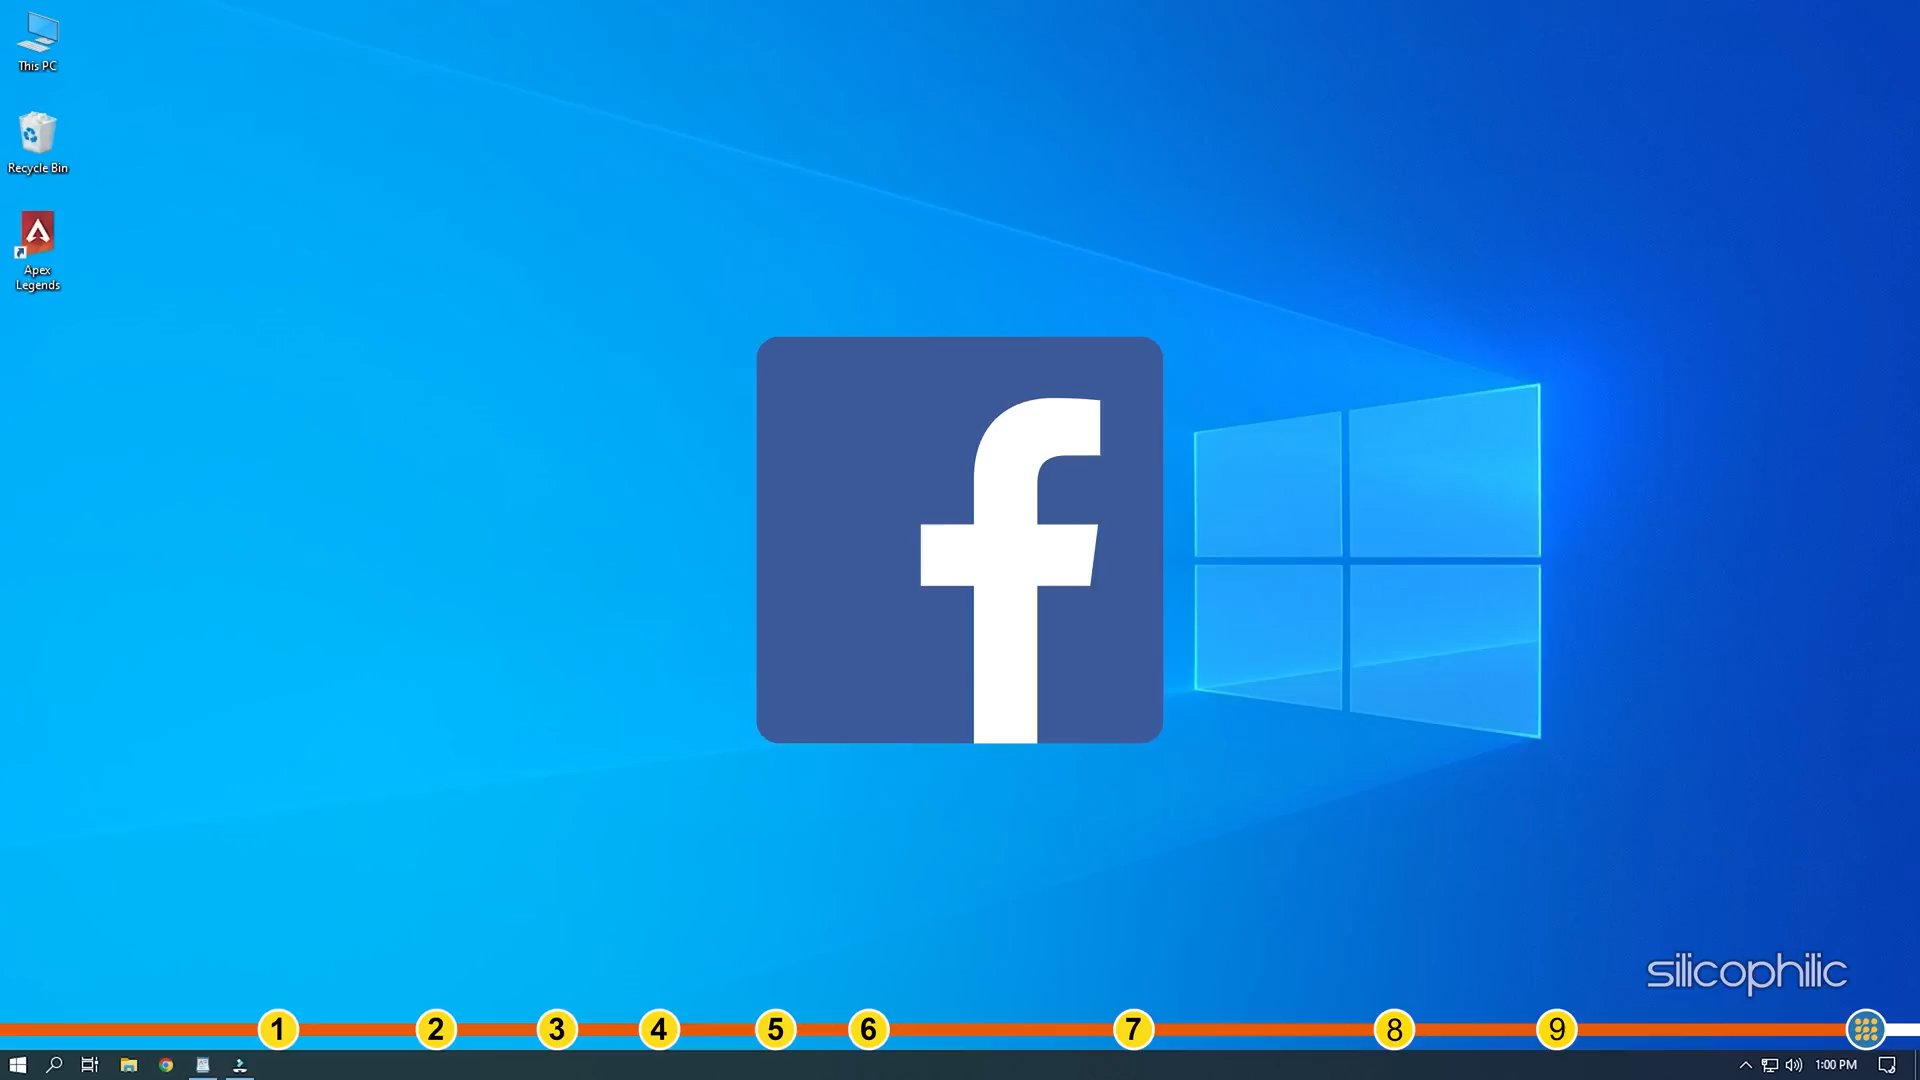 This PC
Recycle Bin
Apex
Legends
f
silicophilic
1 2 3 4 5 6 7 8 9
1:00 PM